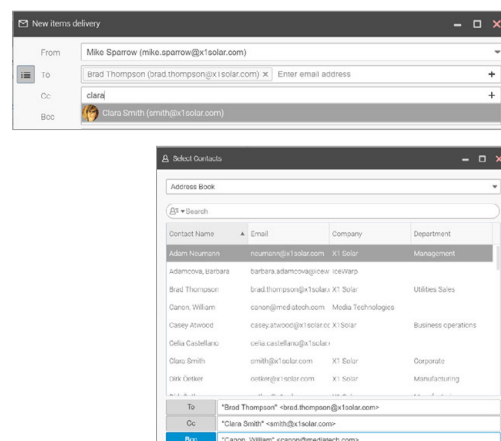 New items delivery
From Mike Sparrow (mike.sparrow@x1solar.com)
To Brad Thompson (brad.thompson@x1solar.com) × Enter email address +
Cc clara +
Bcc Clara Smith (smith@x1solar.com)
Select Contacts
Address Book
Search
Contact Name Email Company Department
Adam Neumann neumann@x1solar.com X1 Solar Management
Adamcova, Barbara barbara.adamcova@icew IceWarp
Brad Thompson brad.thompson@x1solar.c X1 Solar Utilities Sales
Canon, William canon@mediatech.com Media Technologies
Casey Atwood casey.atwood@x1solar.cc X1 Solar Business operations
Celia Castellano celia.castellano@x1solar.c
Clara Smith smith@x1solar.com X1 Solar Corporate
Dirk Oetker oetker@x1solar.com X1 Solar Manufacturing
To "Brad Thompson" <brad.thompson@x1solar.com>
Cc "Clara Smith" <smith@x1solar.com>
Bcc "Canon, William" <canon@mediatech.com>